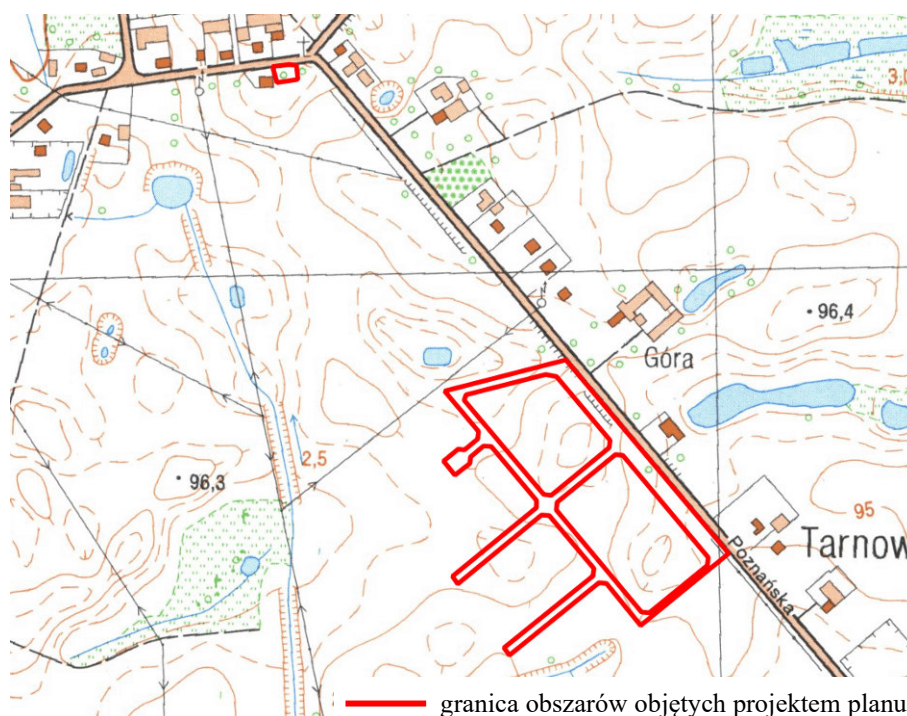 3,0
96,4
Góra
2,5
96,3
95
Tarnow
Poznańska
granica obszarów objętych projektem planu